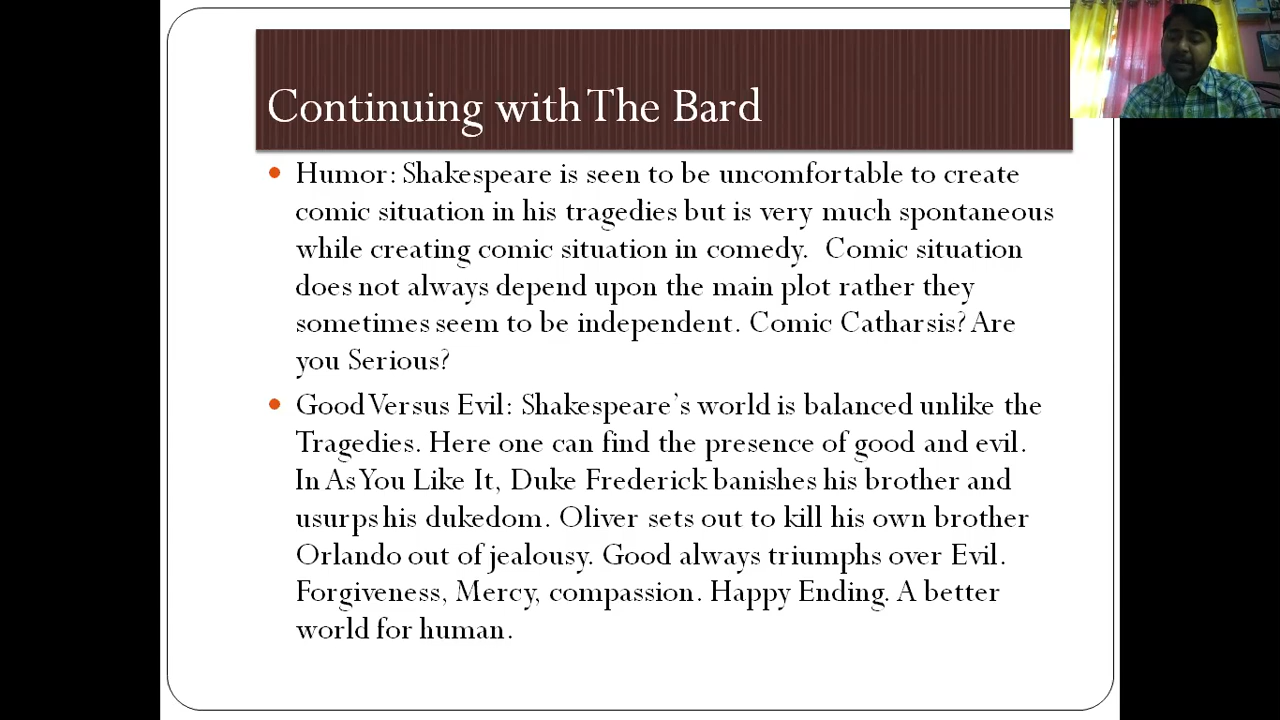 Continuing with The Bard
Humor: Shakespeare is seen to be uncomfortable to create
comic situation in his tragedies but is very much spontaneous
while creating comic situation in comedy.  Comic situation
does not always depend upon the main plot rather they
sometimes seem to be independent. Comic Catharsis? Are
you Serious?
Good Versus Evil: Shakespeare's world is balanced unlike the
Tragedies. Here one can find the presence of good and evil.
In As You Like It, Duke Frederick banishes his brother and
usurps his dukedom. Oliver sets out to kill his own brother
Orlando out of jealousy. Good always triumphs over Evil.
Forgiveness, Mercy, compassion. Happy Ending. A better
world for human.